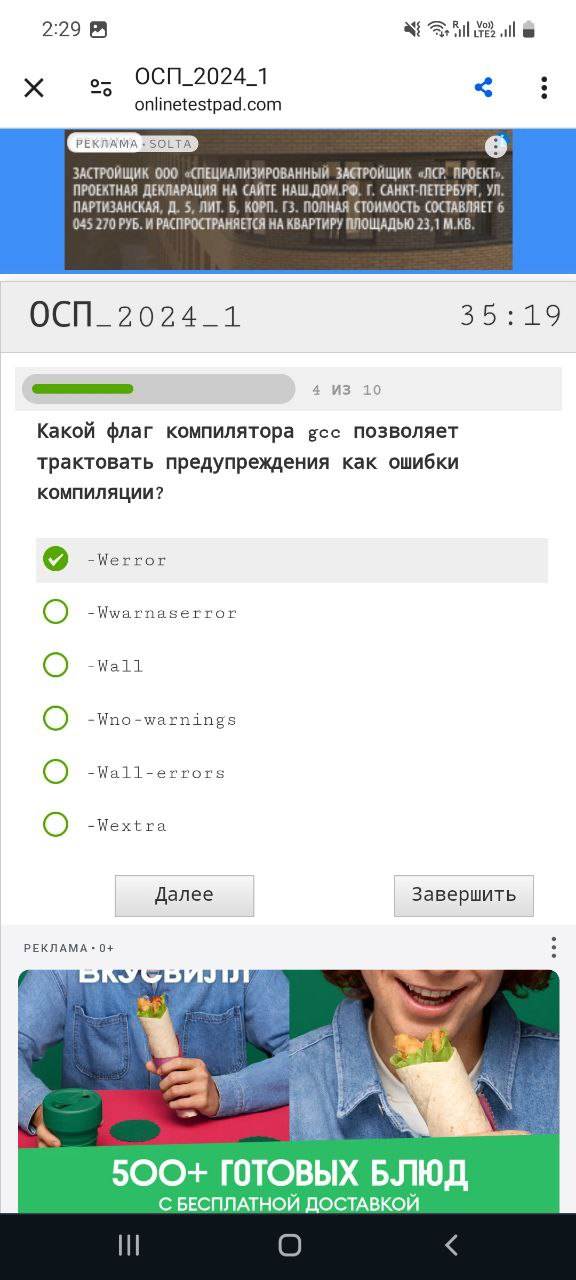 2:29
R
Vo))
LTE2
ОСП_2024_1
onlinetestpad.com
РЕКЛАМА • SOLTA
ЗАСТРОЙЩИК ООО «СПЕЦИАЛИЗИРОВАННЫЙ ЗАСТРОЙЩИК «ЛСР. ПРОЕКТ».
ПРОЕКТНАЯ ДЕКЛАРАЦИЯ НА САЙТЕ НАШ.ДОМ.РФ. Г. САНКТ-ПЕТЕРБУРГ, УЛ.
ПАРТИЗАНСКАЯ, Д. 5, ЛИТ. Б, КОРП. Г3. ПОЛНАЯ СТОИМОСТЬ СОСТАВЛЯЕТ 6
045 270 РУБ. И РАСПРОСТРАНЯЕТСЯ НА КВАРТИРУ ПЛОЩАДЬЮ 23,1 М.КВ.
ОСП_2024_1
35:19
4 ИЗ 10
Какой флаг компилятора gcc позволяет
трактовать предупреждения как ошибки
компиляции?
-Werror
-Wwarnaserror
-Wall
-Wno-warnings
-Wall-errors
-Wextra
Далее
Завершить
РЕКЛАМА • 0+
ВКУСВИЛЛ
500+ ГОТОВЫХ БЛЮД
С БЕСПЛАТНОЙ ДОСТАВКОЙ